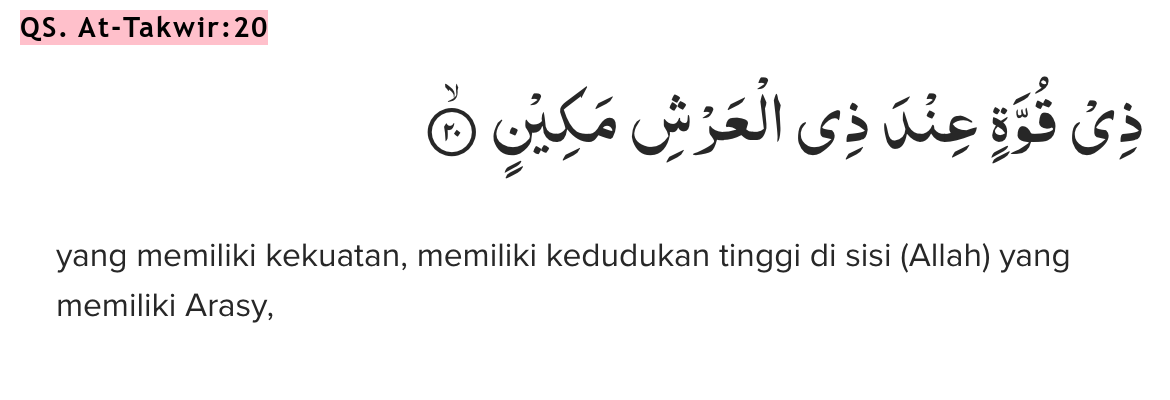 QS. At-Takwir:20
ذِيْ قُوَّةٍ عِنْدَ ذِى الْعَرْشِ مَكِيْنٍۙ ۝٢٠
yang memiliki kekuatan, memiliki kedudukan tinggi di sisi (Allah) yang
memiliki Arasy,